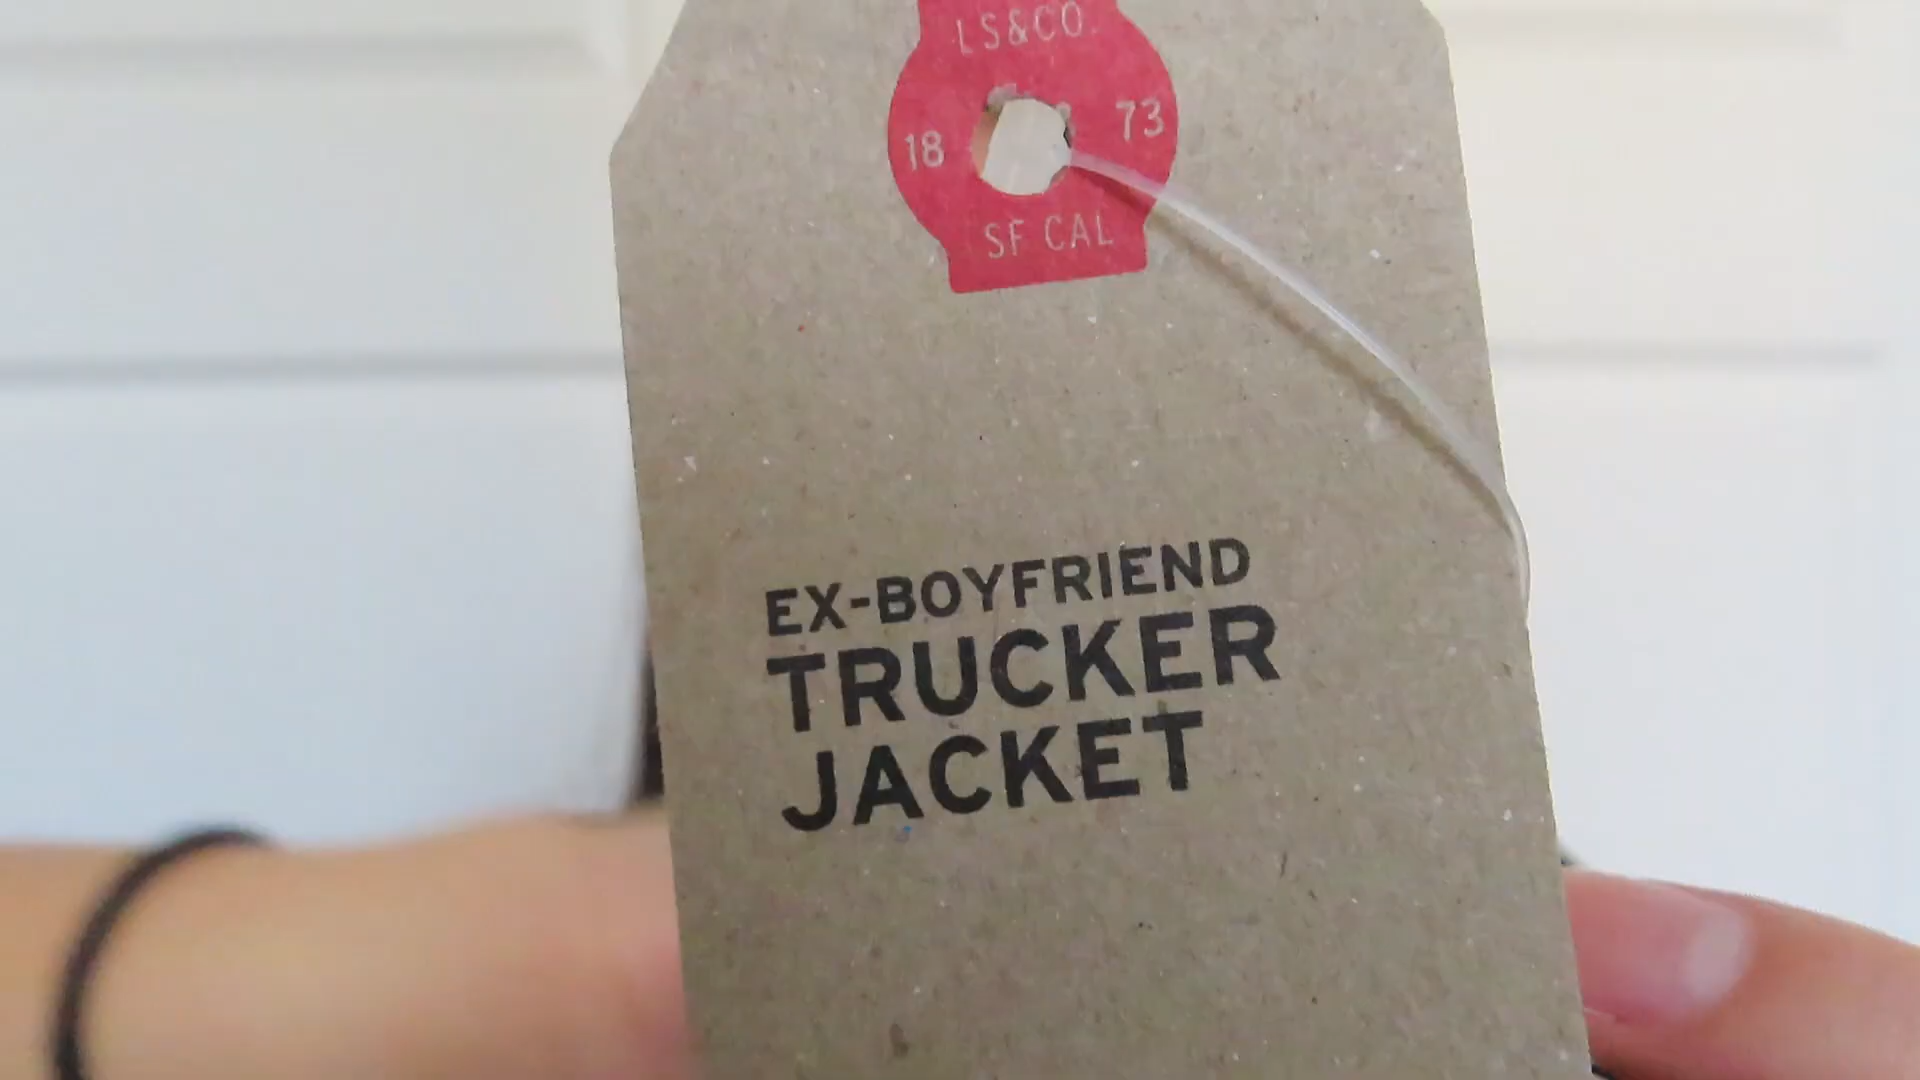 LS&CO.
18 73
SF CAL
EX-BOYFRIEND
TRUCKER
JACKET